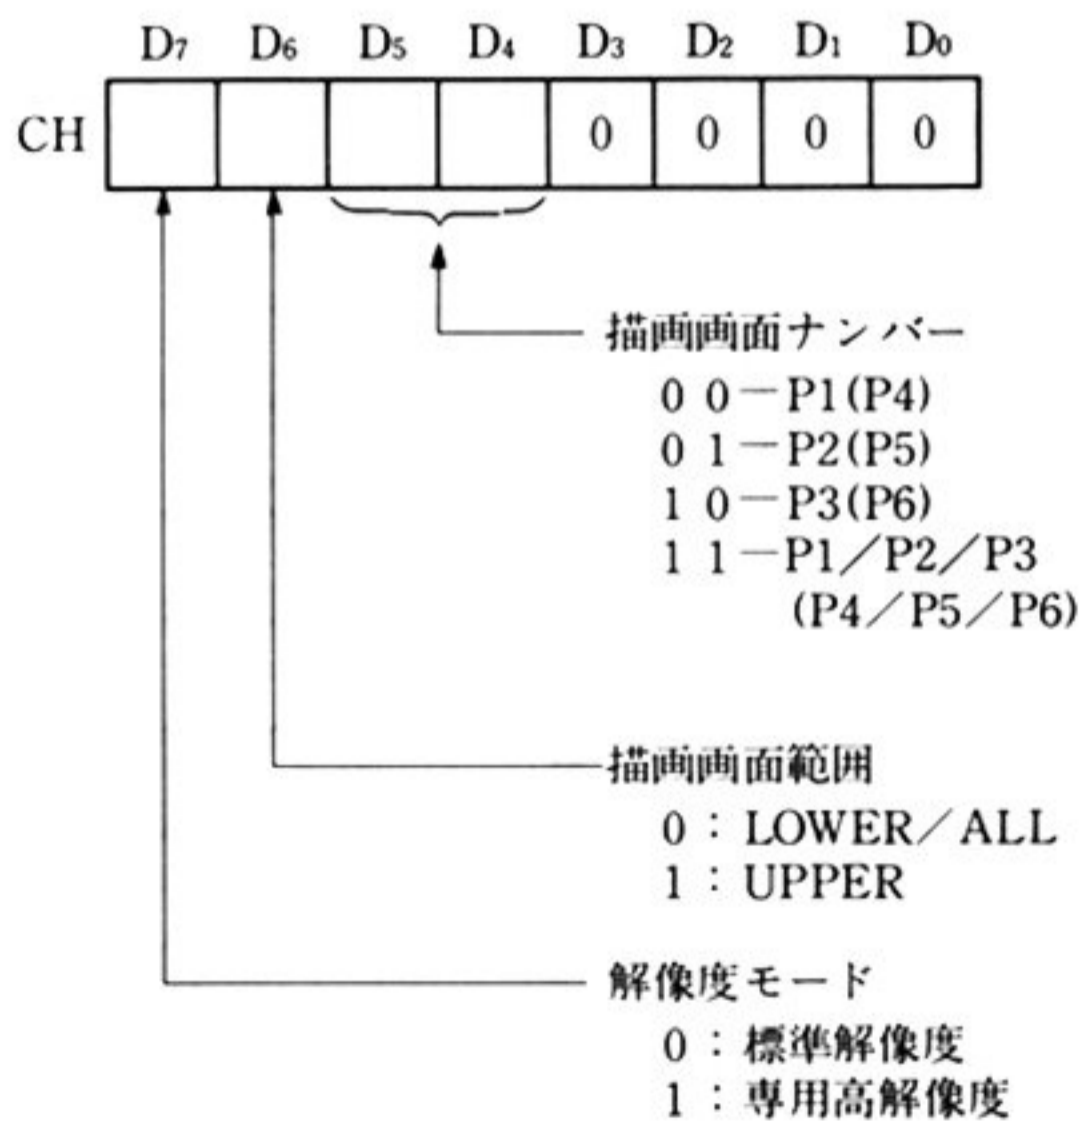 D7 D6 D5 D4 D3 D2 D1 D0
CH 0 0 0 0
描画画面ナンバー
0 0―P1(P4)
0 1―P2(P5)
1 0―P3(P6)
1 1―P1／P2／P3
(P4／P5／P6)
描画画面範囲
0：LOWER／ALL
1：UPPER
解像度モード
0：標準解像度
1：専用高解像度